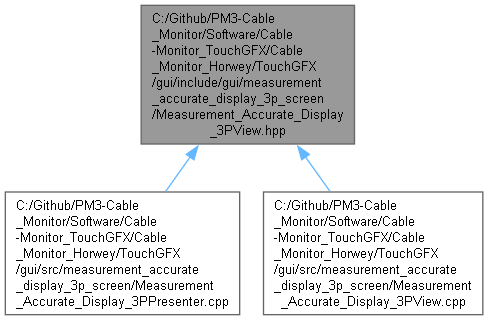 C:/Github/PM3-Cable
_Monitor/Software/Cable
-Monitor_TouchGFX/Cable
_Monitor_Horwey/TouchGFX
/gui/include/gui/measurement
_accurate_display_3p_screen
/Measurement_Accurate_Display
_3PView.hpp
C:/Github/PM3-Cable
_Monitor/Software/Cable
-Monitor_TouchGFX/Cable
_Monitor_Horwey/TouchGFX
/gui/src/measurement_accurate
_display_3p_screen/Measurement
_Accurate_Display_3PPresenter.cpp
C:/Github/PM3-Cable
_Monitor/Software/Cable
-Monitor_TouchGFX/Cable
_Monitor_Horwey/TouchGFX
/gui/src/measurement_accurate
_display_3p_screen/Measurement
_Accurate_Display_3PView.cpp